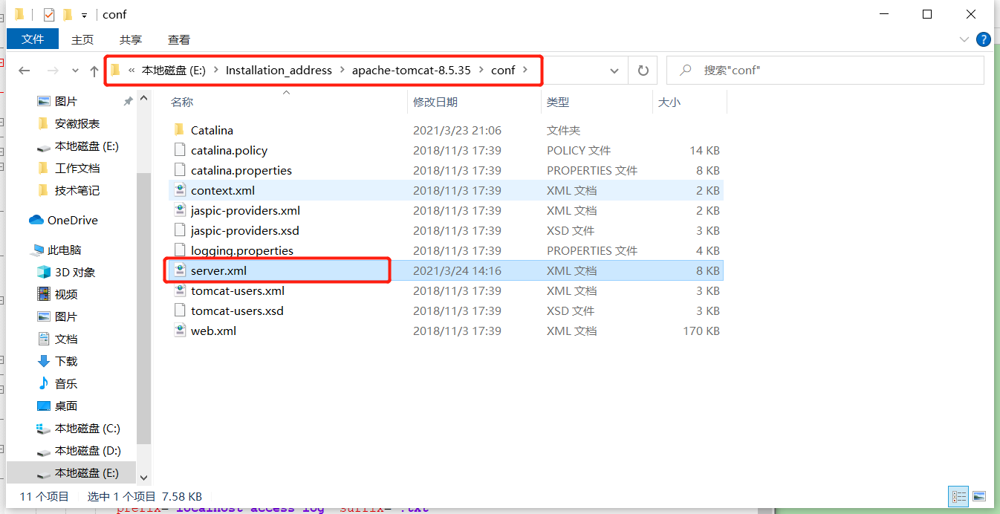 conf
文件 主页 共享 查看 ?
« 本地磁盘 (E:) > Installation_address > apache-tomcat-8.5.35 > conf > 搜索"conf"
名称 修改日期 类型 大小
图片
安徽报表
本地磁盘 (E:)
工作文档
技术笔记
OneDrive
此电脑
3D 对象
视频
图片
文档
下载
音乐
桌面
本地磁盘 (C:)
本地磁盘 (D:)
本地磁盘 (E:)
Catalina 2021/3/23 21:06 文件夹
catalina.policy 2018/11/3 17:39 POLICY 文件 14 KB
catalina.properties 2018/11/3 17:39 PROPERTIES 文件 8 KB
context.xml 2018/11/3 17:39 XML 文档 2 KB
jaspic-providers.xml 2018/11/3 17:39 XML 文档 2 KB
jaspic-providers.xsd 2018/11/3 17:39 XSD 文件 3 KB
logging.properties 2018/11/3 17:39 PROPERTIES 文件 4 KB
server.xml 2021/3/24 14:16 XML 文档 8 KB
tomcat-users.xml 2018/11/3 17:39 XML 文档 3 KB
tomcat-users.xsd 2018/11/3 17:39 XSD 文件 3 KB
web.xml 2018/11/3 17:39 XML 文档 170 KB
11 个项目 选中 1 个项目 7.58 KB
prefix="localhost_access_log" suffix=".txt"